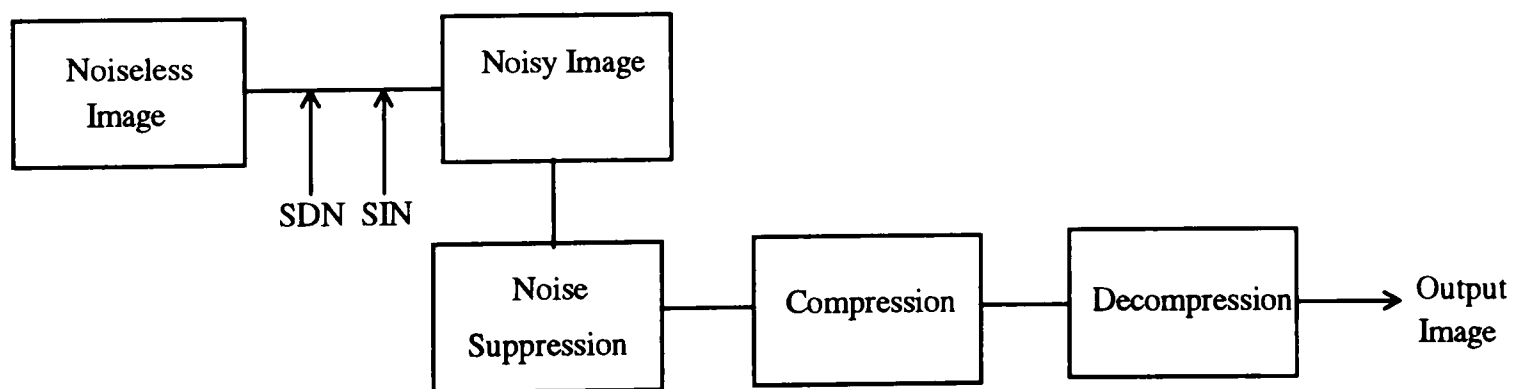 Noiseless
Image
Noisy Image
SDN SIN
Noise
Suppression
Compression
Decompression
Output
Image